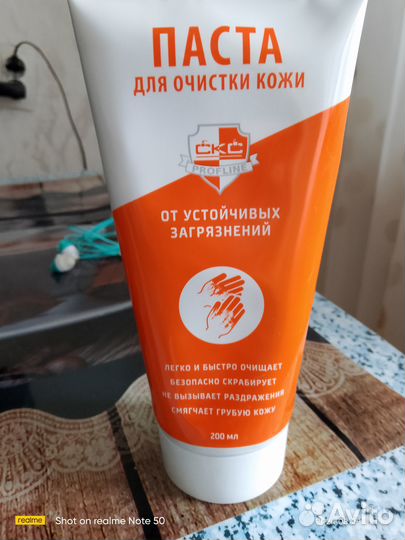 ПАСТА
ДЛЯ ОЧИСТКИ КОЖИ
СКС
PROFLINE
ОТ УСТОЙЧИВЫХ
ЗАГРЯЗНЕНИЙ
ЛЕГКО И БЫСТРО ОЧИЩАЕТ
БЕЗОПАСНО СКРАБИРУЕТ
НЕ ВЫЗЫВАЕТ РАЗДРАЖЕНИЯ
СМЯГЧАЕТ ГРУБУЮ КОЖУ
200 мл
realme
Shot on realme Note 50
Avito